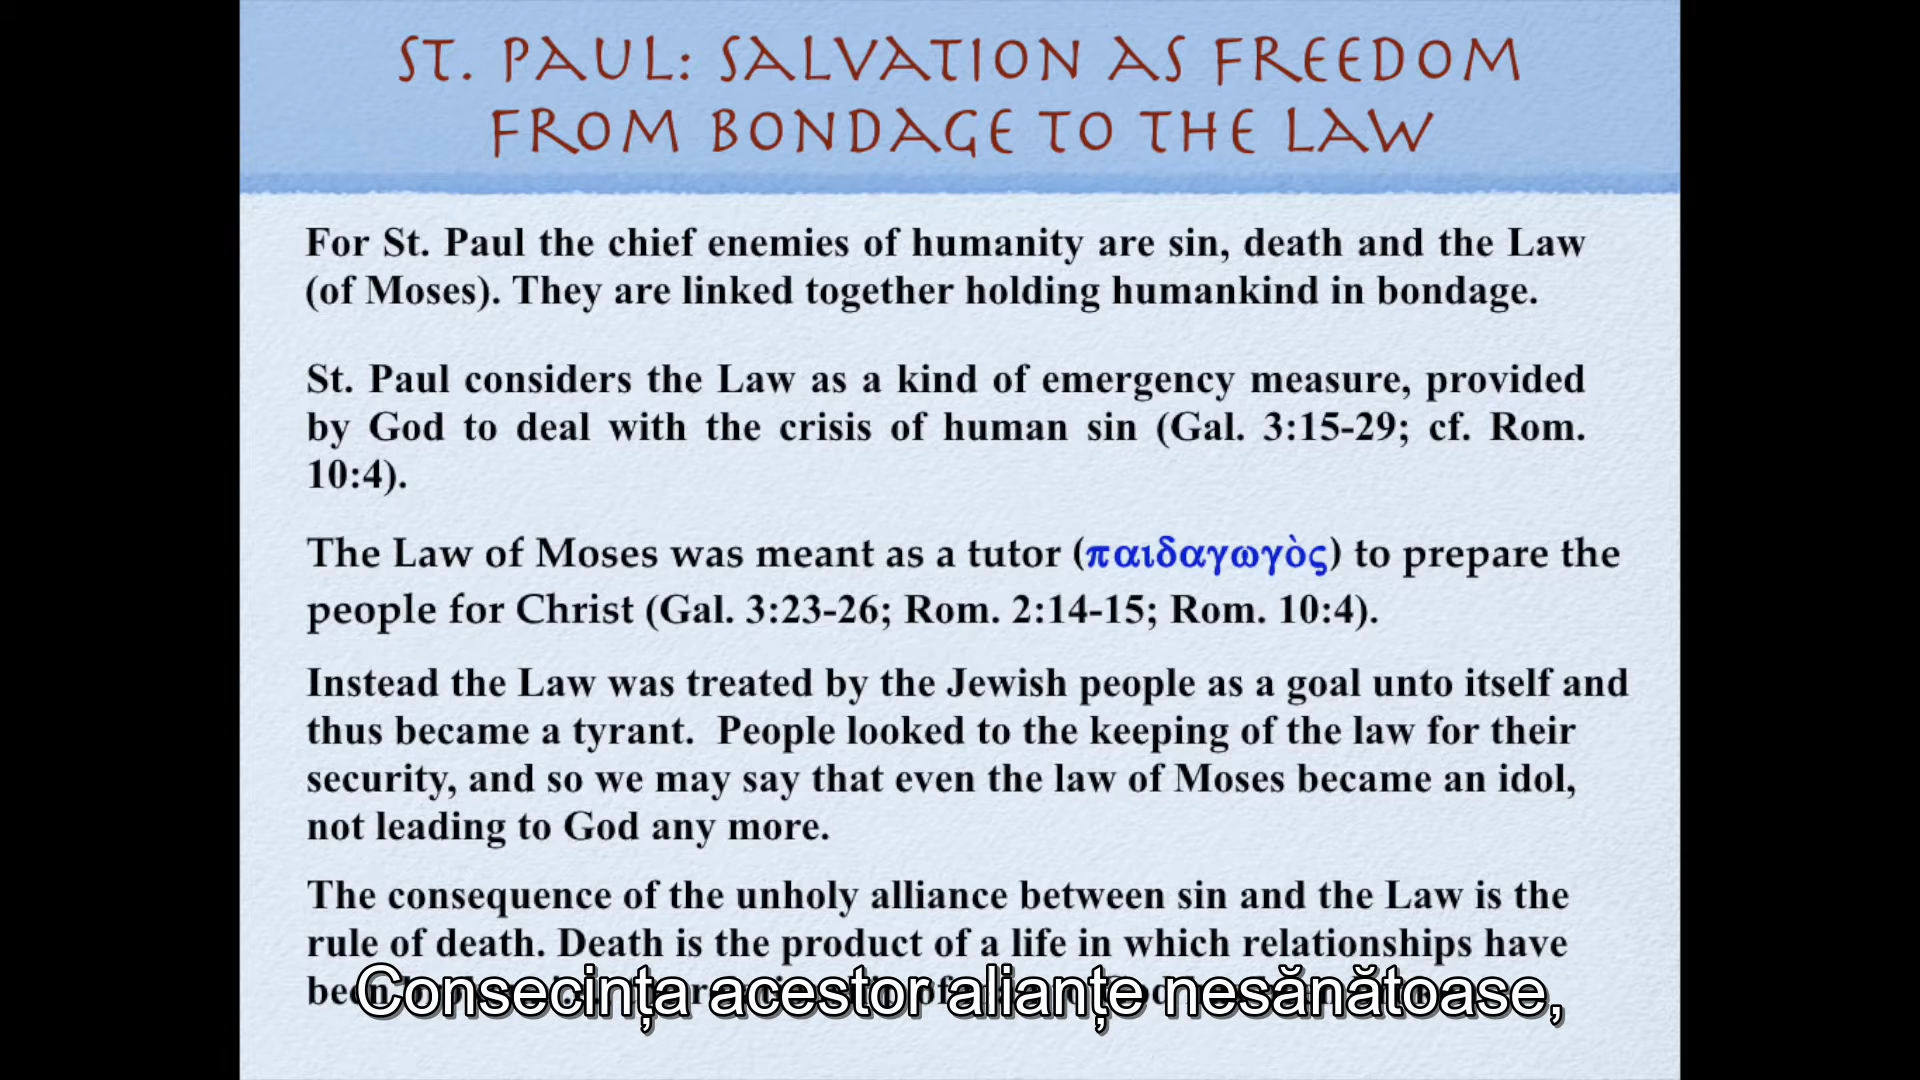 ST. PAUL: SALVATION AS FREEDOM
FROM BONDAGE TO THE LAW
For St. Paul the chief enemies of humanity are sin, death and the Law
(of Moses). They are linked together holding humankind in bondage.
St. Paul considers the Law as a kind of emergency measure, provided
by God to deal with the crisis of human sin (Gal. 3:15-29; cf. Rom.
10:4).
The Law of Moses was meant as a tutor (παιδαγωγὸς) to prepare the
people for Christ (Gal. 3:23-26; Rom. 2:14-15; Rom. 10:4).
Instead the Law was treated by the Jewish people as a goal unto itself and
thus became a tyrant. People looked to the keeping of the law for their
security, and so we may say that even the law of Moses became an idol,
not leading to God any more.
The consequence of the unholy alliance between sin and the Law is the
rule of death. Death is the product of a life in which relationships have
been
Consecința acestor alianțe nesănătoase,